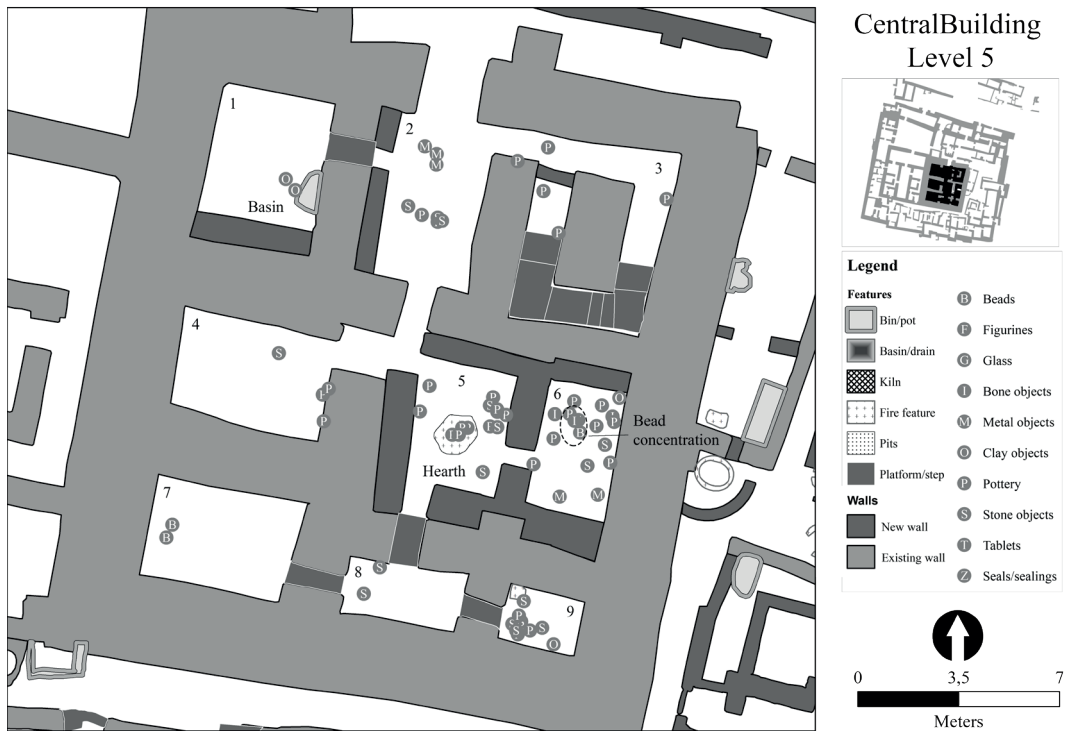 CentralBuilding
Level 5
1
2
M
M
M
P
3
P
P
P
P
O
O
Basin
S
P
S
S
4
S
P
P
P
5
P
P
P
S
P
P
S
I
P
P
Hearth
S
6
P
O
P
I
P
P
P
B
P
S
P
S
P
P
M
M
Bead
concentration
7
B
B
8
S
S
9
S
P
S
P
S
S
O
Legend
Features
Bin/pot
Basin/drain
Kiln
Fire feature
Pits
Platform/step
Walls
New wall
Existing wall
B Beads
F Figurines
G Glass
I Bone objects
M Metal objects
O Clay objects
P Pottery
S Stone objects
T Tablets
Z Seals/sealings
0 3,5 7
Meters